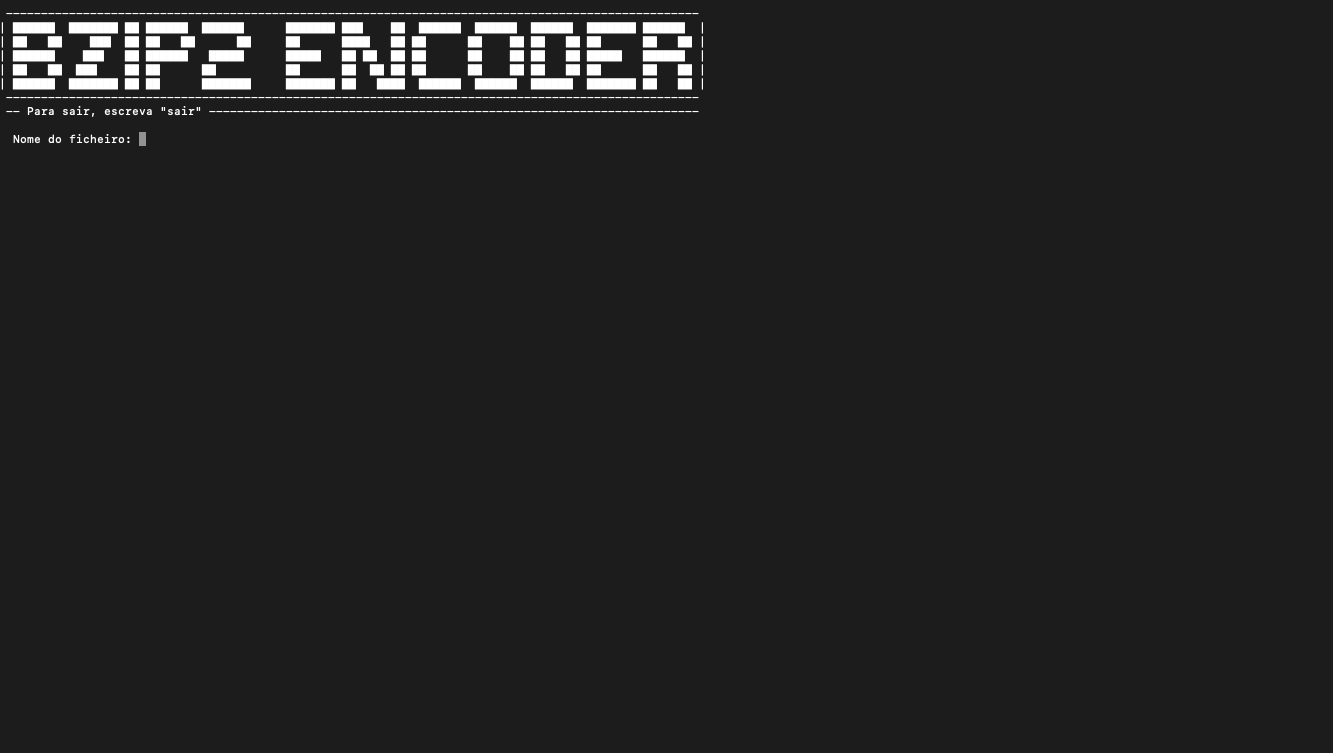 BZIP2 ENCODER
-- Para sair, escreva "sair"
Nome do ficheiro: